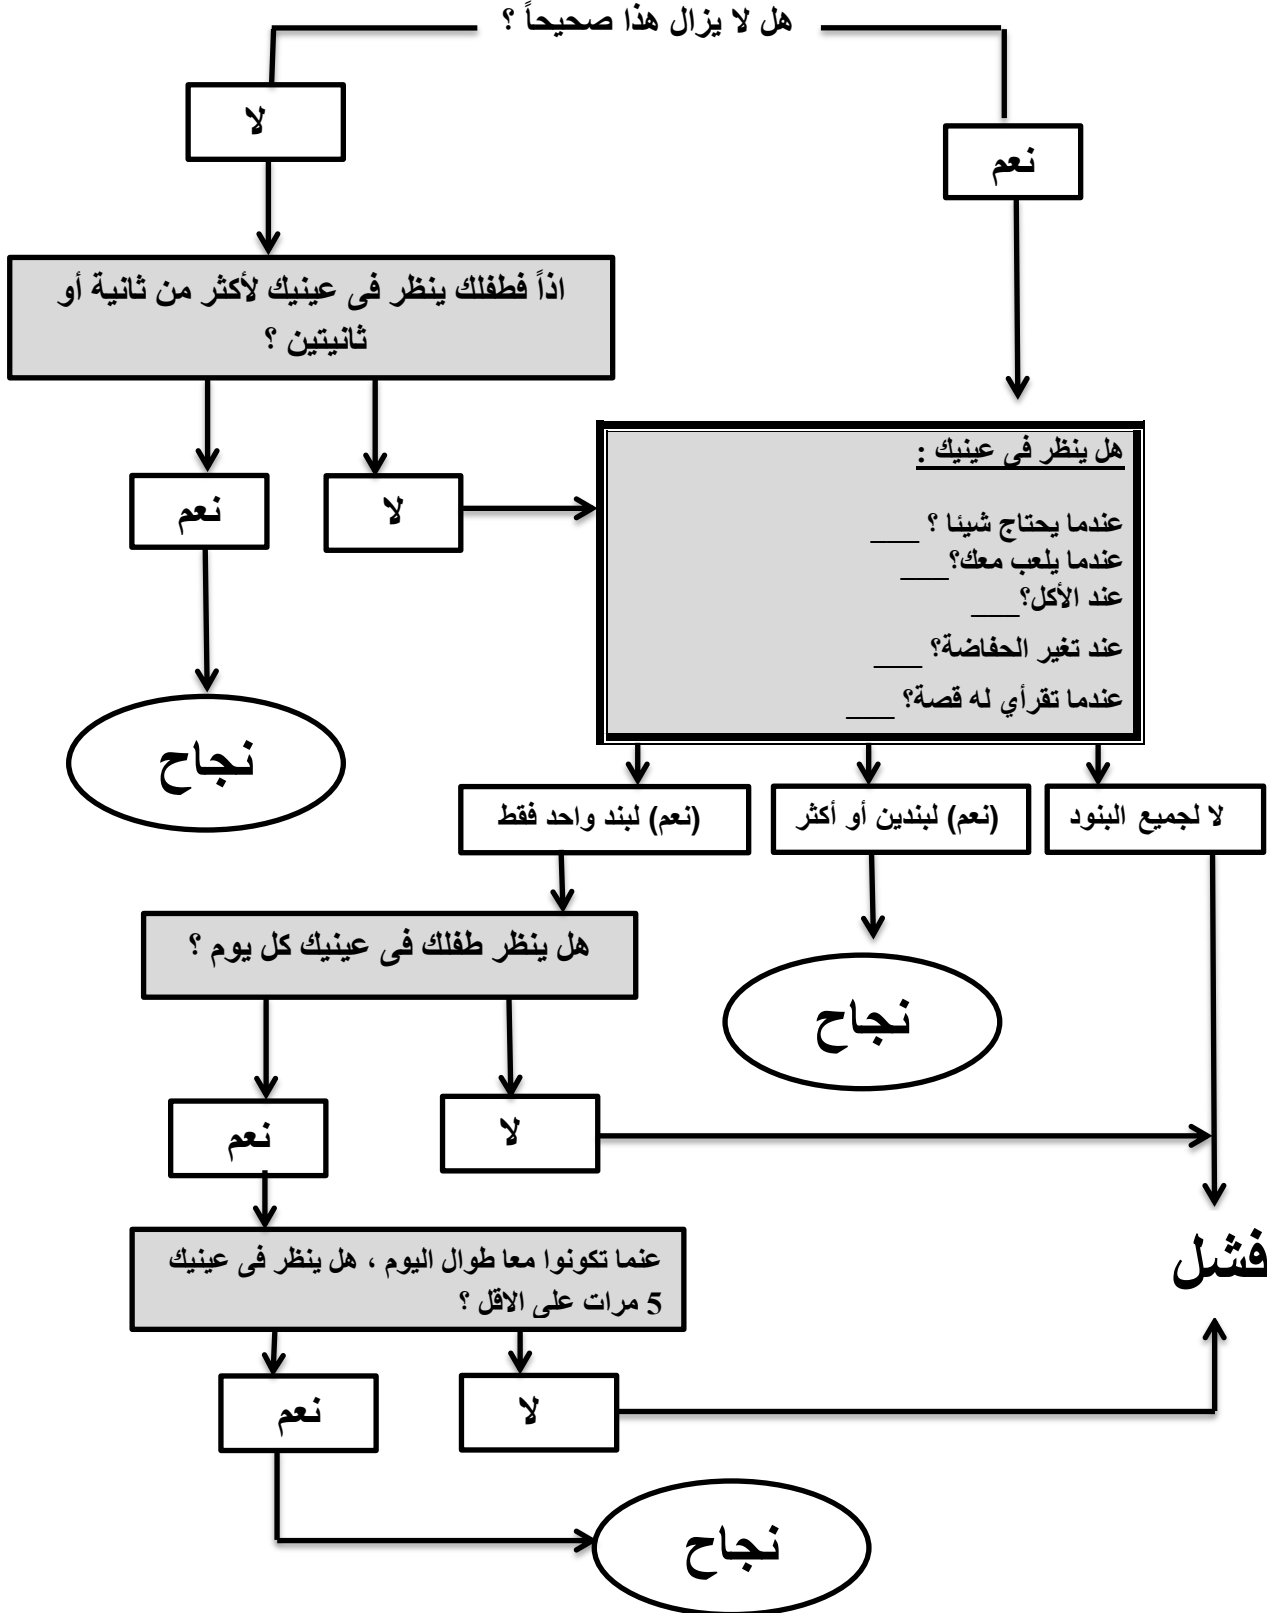 هل لا يزال هذا صحيحاً ؟
لا
نعم
اذاً فطفلك ينظر فى عينيك لأكثر من ثانية أو
ثانيتين ؟
نعم
لا
هل ينظر في عينيك :
عندما يحتاج شيئا ؟ ___
عندما يلعب معك؟___
عند الأكل؟___
عند تغير الحفاضة؟ ___
عندما تقرأي له قصة؟ ___
نجاح
لا لجميع البنود
(نعم) لبندين أو أكثر
(نعم) لبند واحد فقط
هل ينظر طفلك فى عينيك كل يوم ؟
نجاح
نعم
لا
عنما تكونوا معا طوال اليوم ، هل ينظر فى عينيك
5 مرات على الاقل ؟
فشل
نعم
لا
نجاح